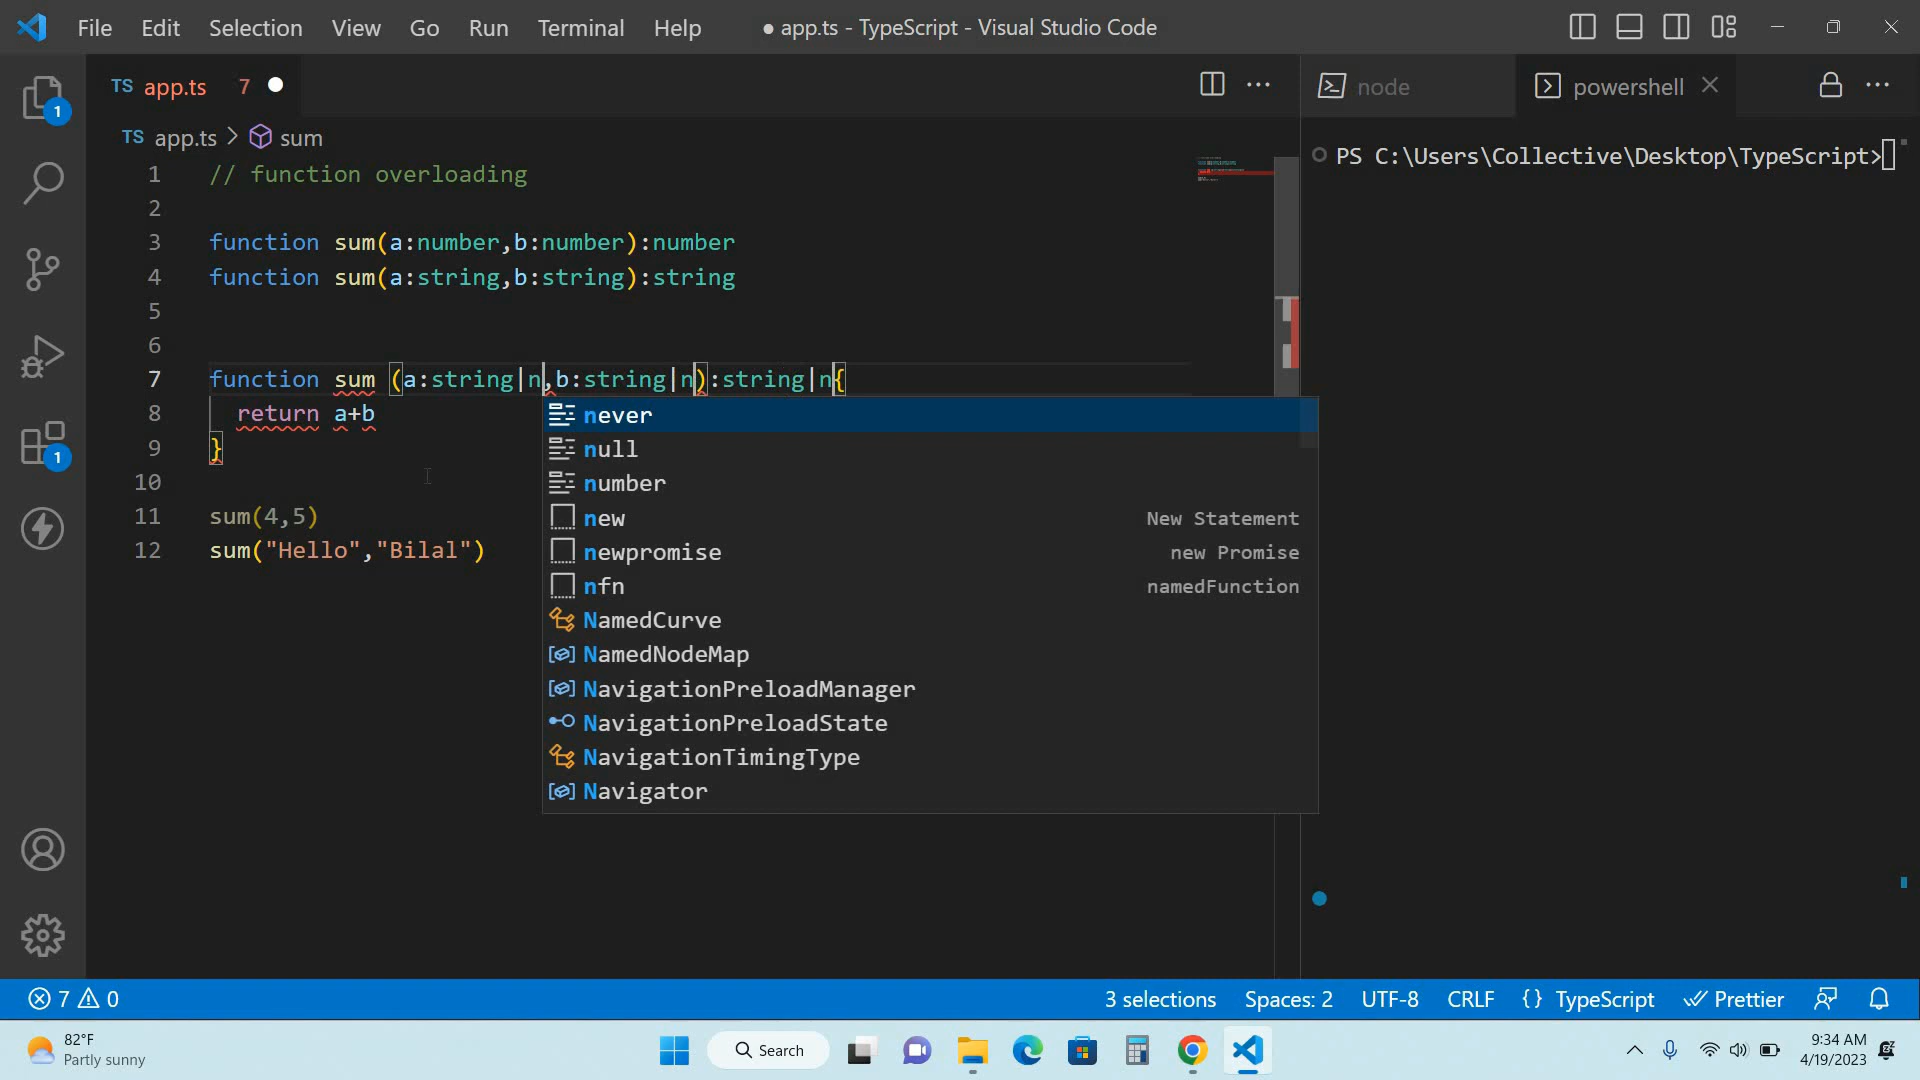 File Edit Selection View Go Run Terminal Help ● app.ts - TypeScript - Visual Studio Code
TS app.ts 7
node
powershell
TS app.ts > sum
1 // function overloading
2
3 function sum(a:number,b:number):number
4 function sum(a:string,b:string):string
5
6
7 function sum (a:string|n,b:string|n):string|n{
8 return a+b
9 }
10
11 sum(4,5)
12 sum("Hello","Bilal")
never
null
number
new New Statement
newpromise new Promise
nfn namedFunction
NamedCurve
NamedNodeMap
NavigationPreloadManager
NavigationPreloadState
NavigationTimingType
Navigator
PS C:\Users\Collective\Desktop\TypeScript>
1
1
7 0
3 selections Spaces: 2 UTF-8 CRLF {} TypeScript Prettier
82°F
Partly sunny
Search
9:34 AM
4/19/2023